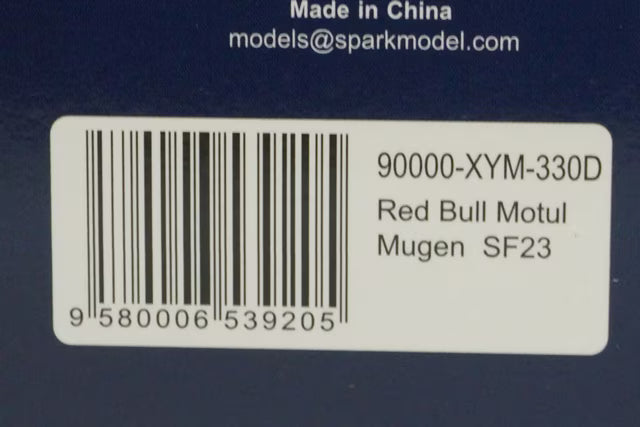 Made in China
models@sparkmodel.com
90000-XYM-330D
Red Bull Motul
Mugen SF23
9 580006 539205